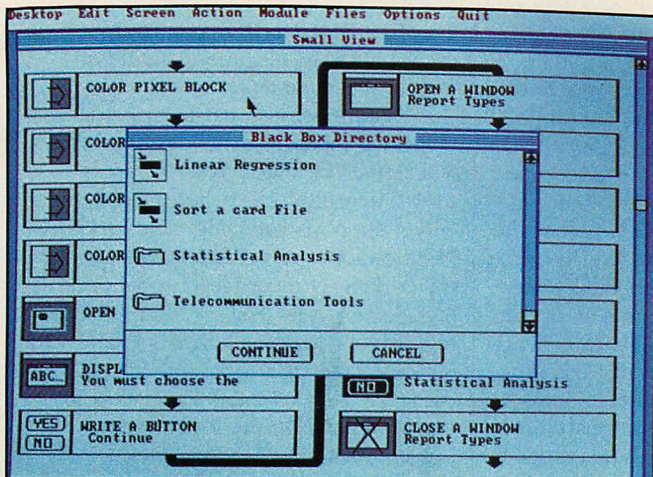 Desktop Edit Screen Action Module Files Options Quit
Small View
COLOR PIXEL BLOCK
OPEN A WINDOW
Report Types
COLOR
COLOR
COLOR
OPEN
DISPL
You must choose the
ABC_
YES
NO
WRITE A BUTTON
Continue
Black Box Directory
Linear Regression
Sort a card File
Statistical Analysis
Telecommunication Tools
CONTINUE
CANCEL
NO
Statistical Analysis
CLOSE A WINDOW
Report Types